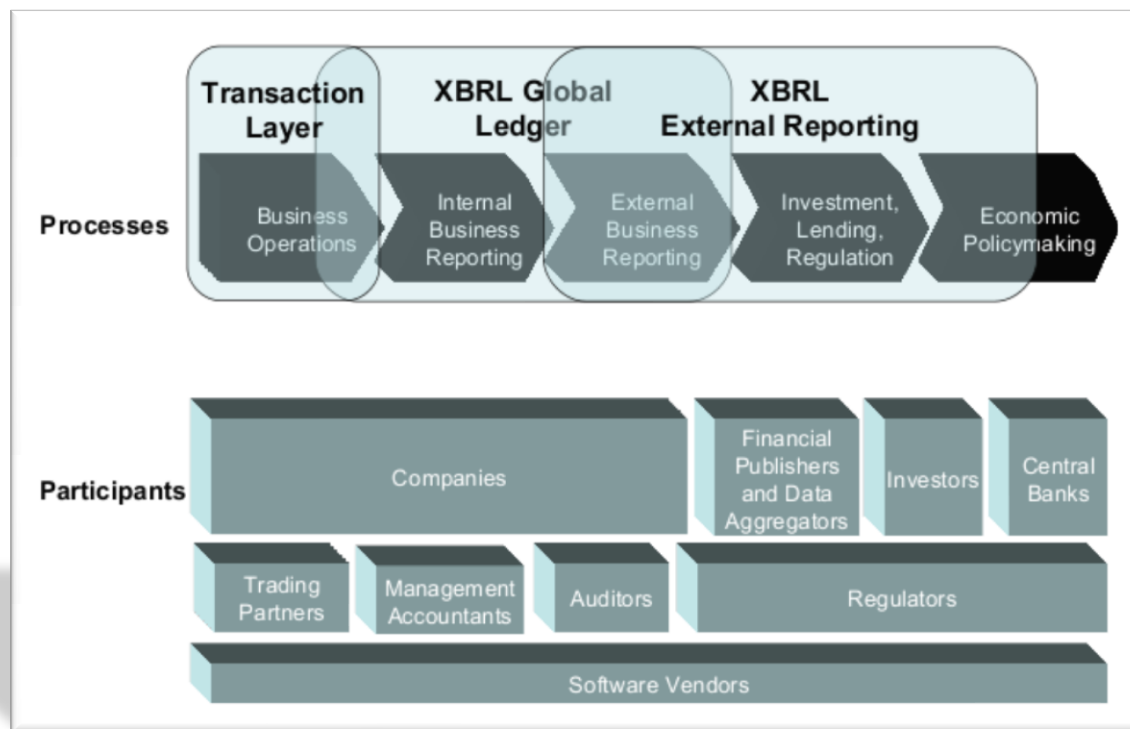 Transaction
Layer
XBRL Global
Ledger
XBRL
External Reporting
Processes
Business
Operations
Internal
Business
Reporting
External
Business
Reporting
Investment,
Lending,
Regulation
Economic
Policymaking
Participants
Companies
Financial
Publishers
and Data
Aggregators
Investors
Central
Banks
Trading
Partners
Management
Accountants
Auditors
Regulators
Software Vendors